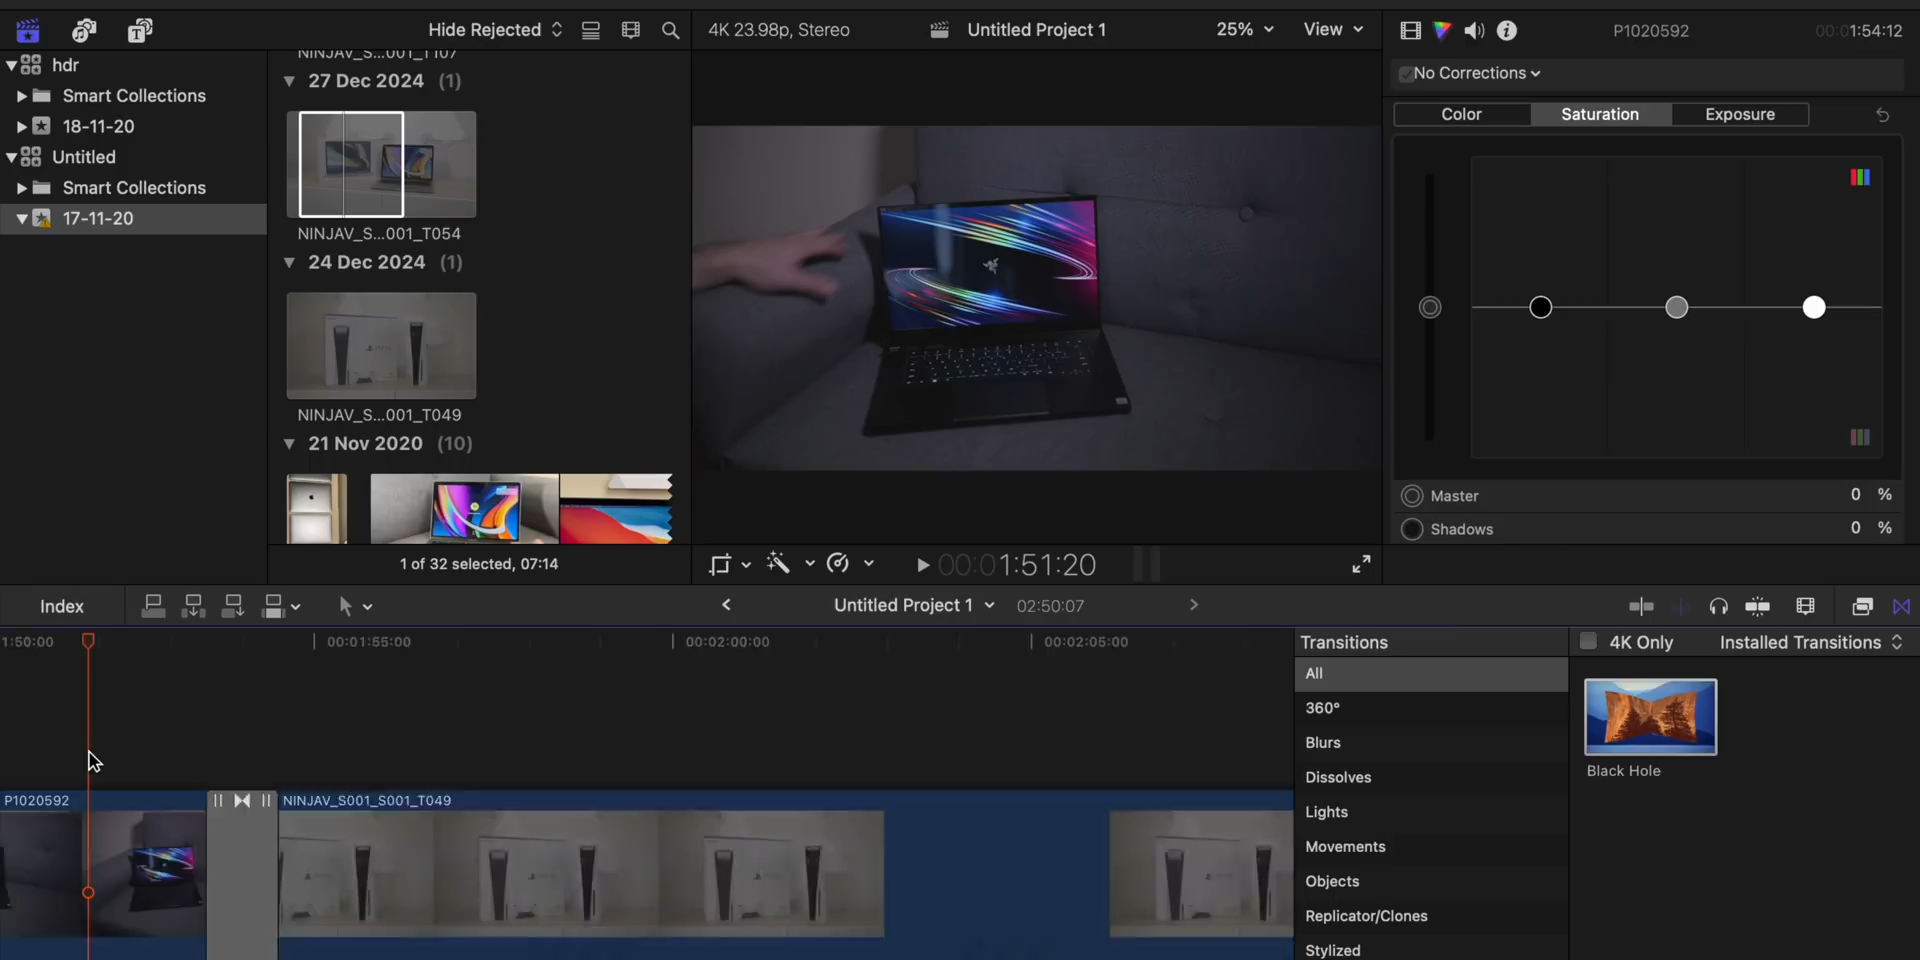 Hide Rejected
4K 23.98p, Stereo
Untitled Project 1
25%
View
P1020592
00:01:54:12
hdr
Smart Collections
18-11-20
Untitled
Smart Collections
17-11-20
NINJAV_S...001_T107
27 Dec 2024 (1)
NINJAV_S...001_T054
24 Dec 2024 (1)
NINJAV_S...001_T049
21 Nov 2020 (10)
1 of 32 selected, 07:14
00:01:51:20
No Corrections
Color
Saturation
Exposure
Master
0 %
Shadows
0 %
Index
Untitled Project 1
02:50:07
1:50:00
00:01:55:00
00:02:00:00
00:02:05:00
P1020592
NINJAV_S001_S001_T049
Transitions
4K Only
Installed Transitions
All
360°
Blurs
Dissolves
Lights
Movements
Objects
Replicator/Clones
Stylized
Black Hole